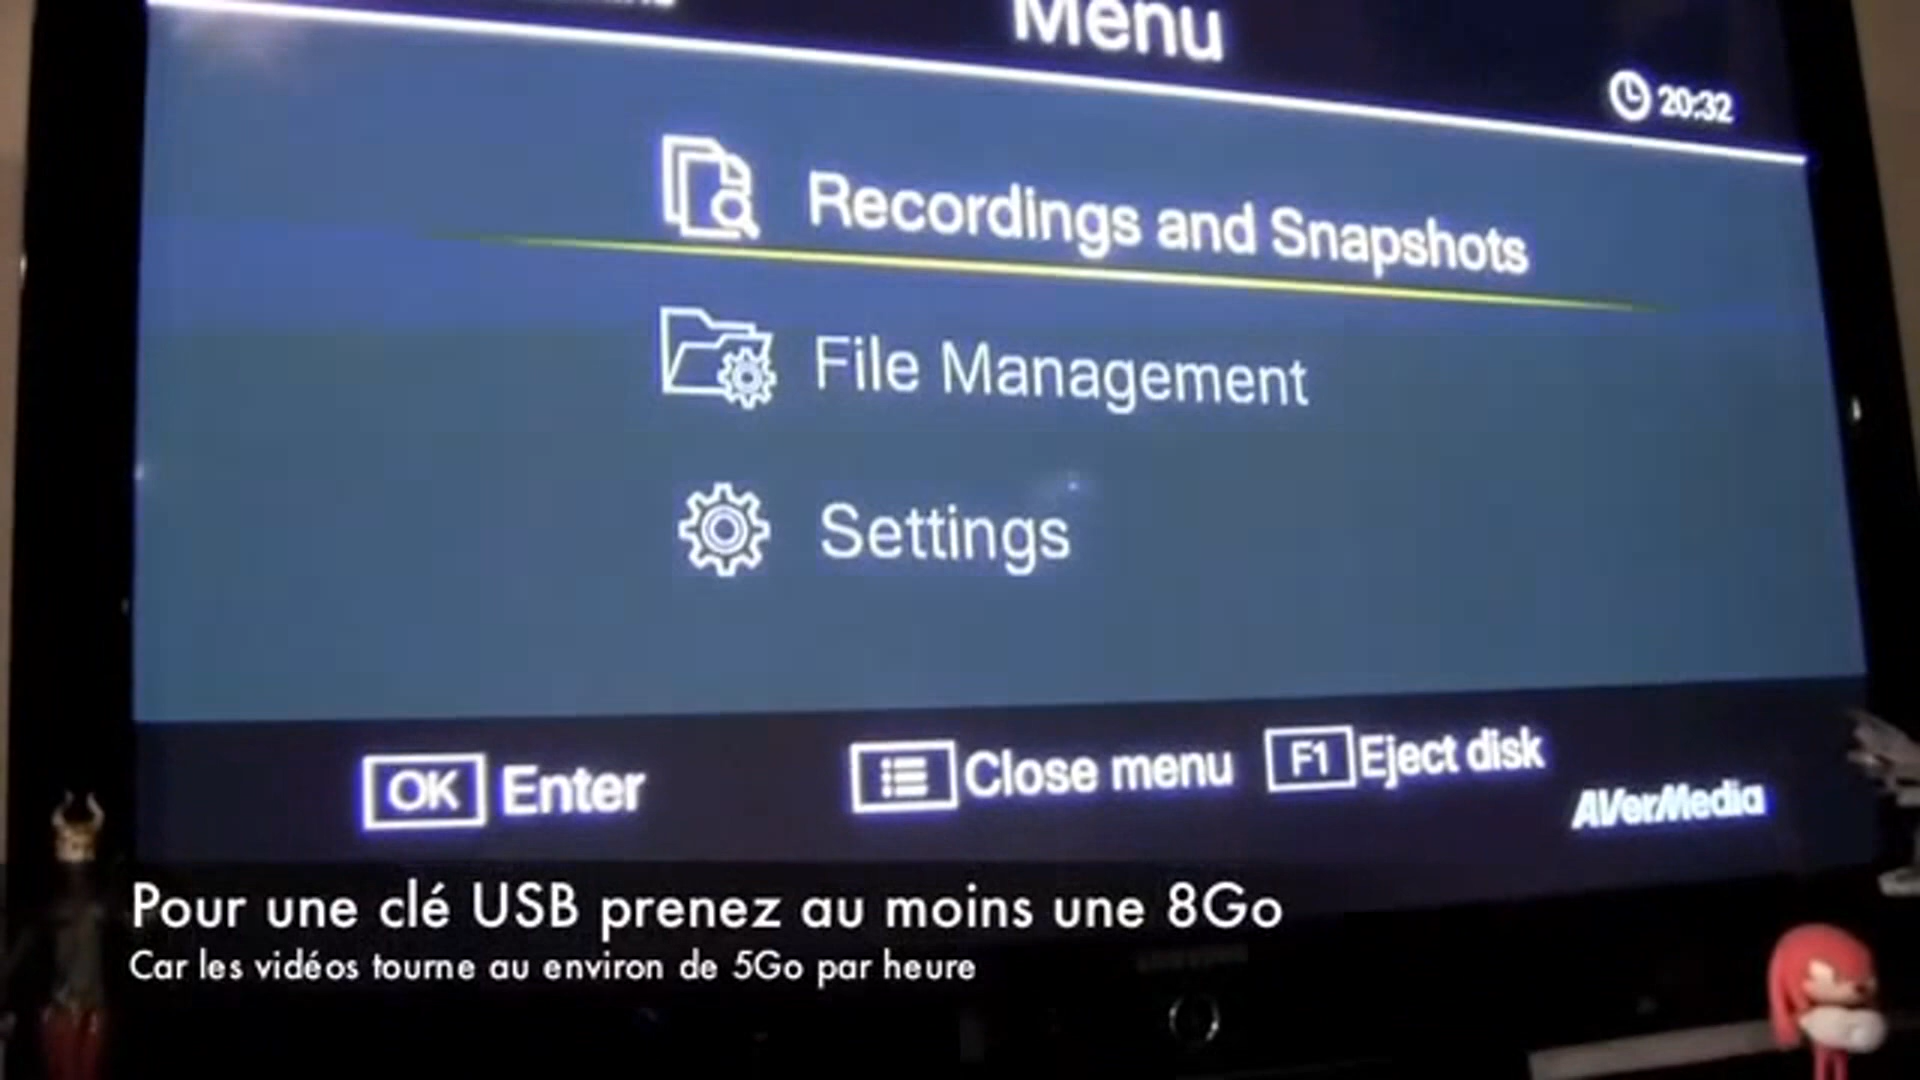 Menu
20:32
Recordings and Snapshots
File Management
Settings
OK Enter
Close menu
F1 Eject disk
AVerMedia
Pour une clé USB prenez au moins une 8Go
Car les vidéos tourne au environ de 5Go par heure